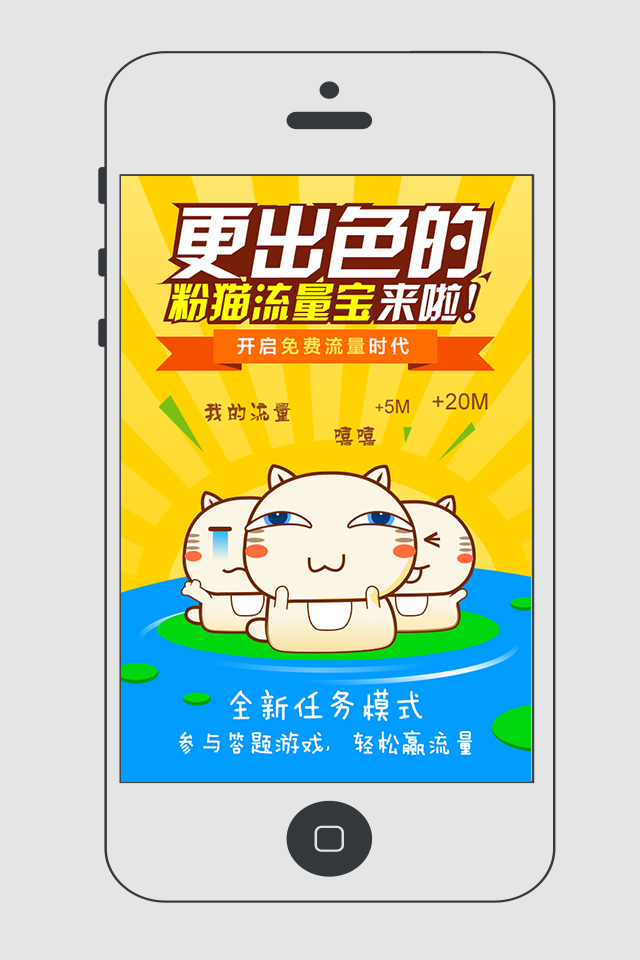 更出色的
粉猫流量宝来啦!
开启免费流量时代
我的流量
+5M
+20M
嘻嘻
全新任务模式
参与答题游戏, 轻松赢流量